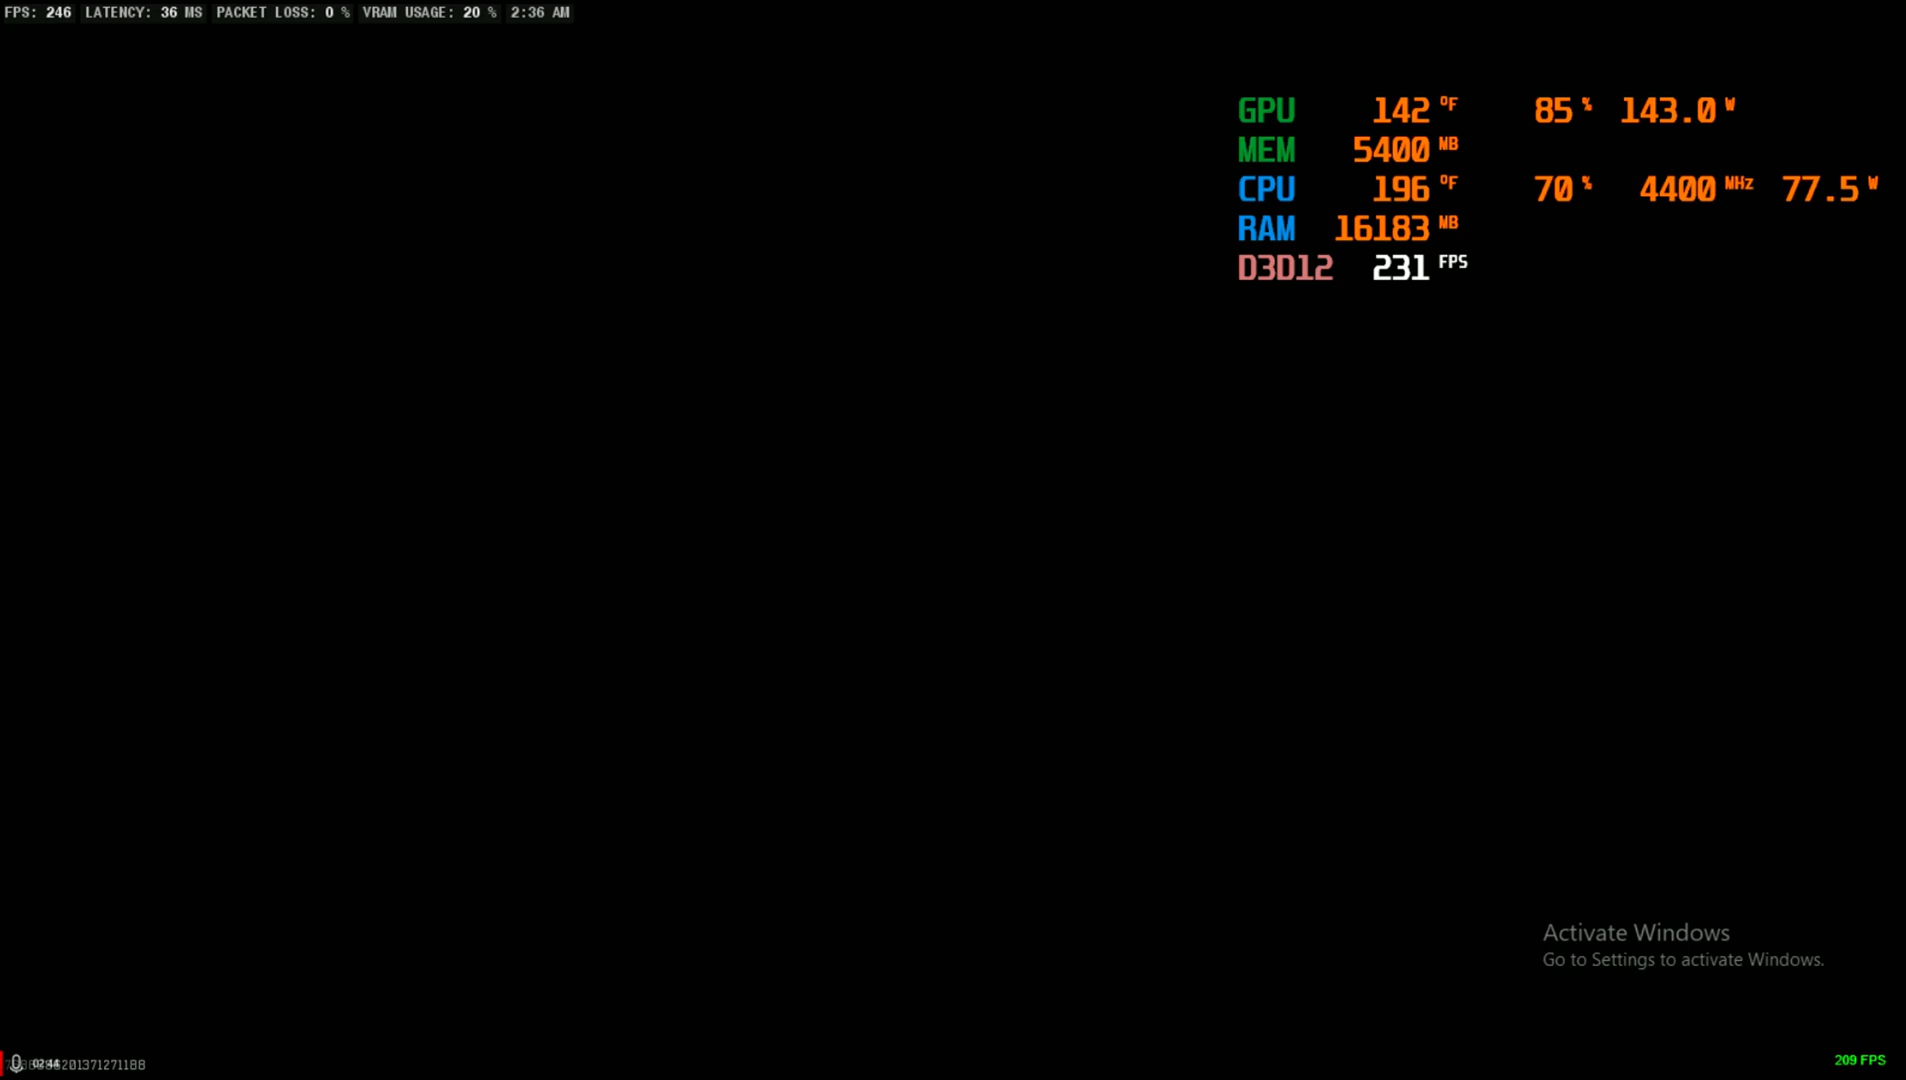 FPS: 246 LATENCY: 36 MS PACKET LOSS: 0 % VRAM USAGE: 20 % 2:36 AM
GPU 142 °F 85 % 143.0 W
MEM 5400 MB
CPU 196 °F 70 % 4400 MHz 77.5 W
RAM 16183 MB
D3D12 231 FPS
Activate Windows
Go to Settings to activate Windows.
02:44
209 FPS